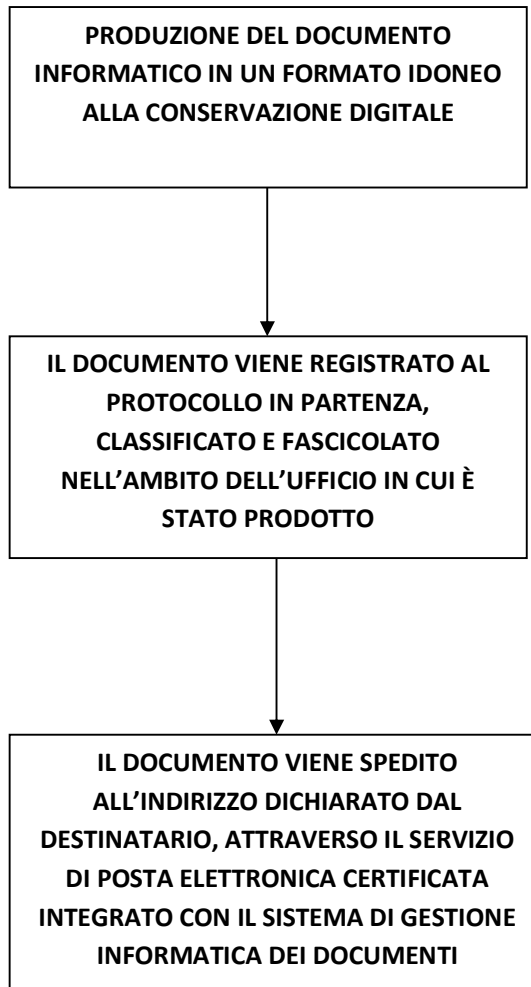 PRODUZIONE DEL DOCUMENTO
INFORMATICO IN UN FORMATO IDONEO
ALLA CONSERVAZIONE DIGITALE
IL DOCUMENTO VIENE REGISTRATO AL
PROTOCOLLO IN PARTENZA,
CLASSIFICATO E FASCICOLATO
NELL’AMBITO DELL’UFFICIO IN CUI È
STATO PRODOTTO
IL DOCUMENTO VIENE SPEDITO
ALL’INDIRIZZO DICHIARATO DAL
DESTINATARIO, ATTRAVERSO IL SERVIZIO
DI POSTA ELETTRONICA CERTIFICATA
INTEGRATO CON IL SISTEMA DI GESTIONE
INFORMATICA DEI DOCUMENTI